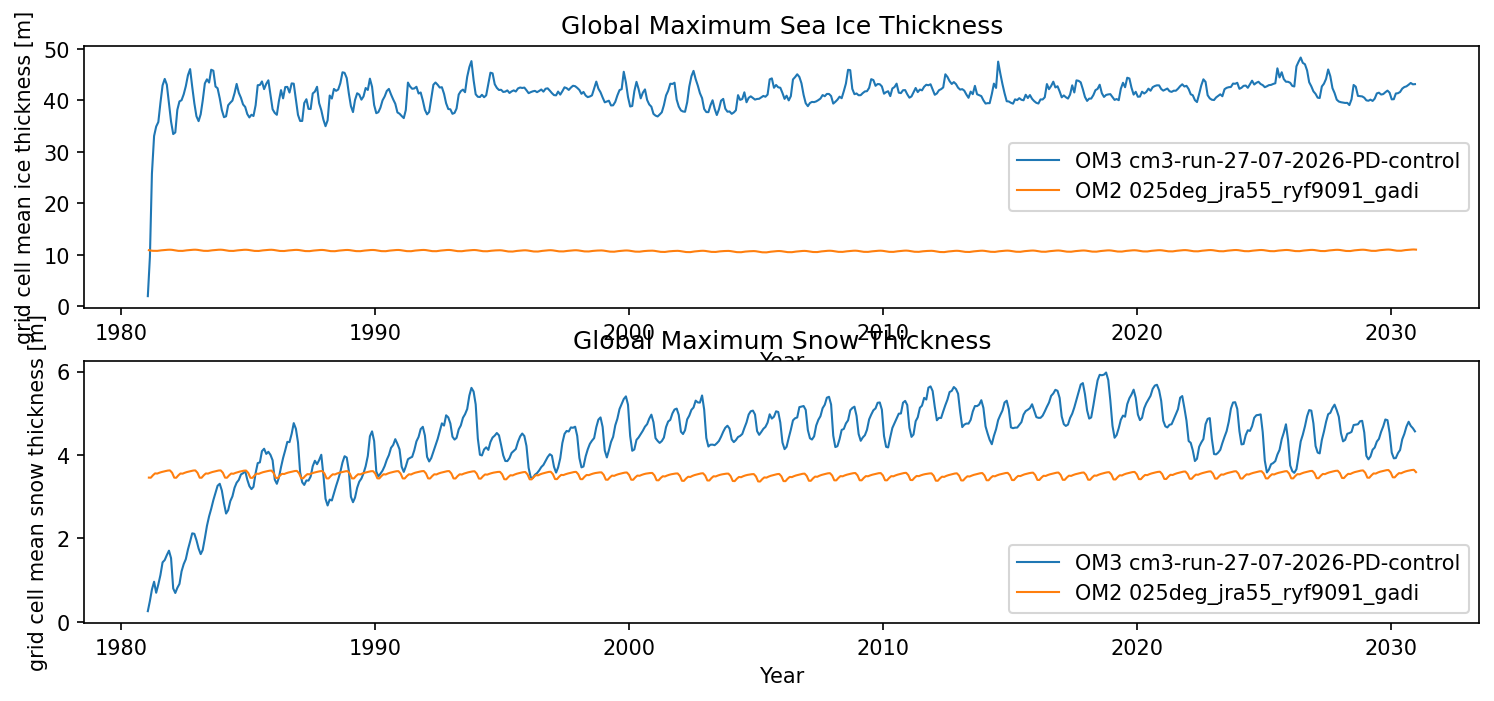 Global Maximum Sea Ice Thickness
grid cell mean ice thickness [m]
50
40
30
20
10
0
OM3 cm3-run-27-07-2026-PD-control
OM2 025deg_jra55_ryf9091_gadi
1980 1990 2000 2010 2020 2030
Year
Global Maximum Snow Thickness
grid cell mean snow thickness [m]
6
4
2
0
OM3 cm3-run-27-07-2026-PD-control
OM2 025deg_jra55_ryf9091_gadi
1980 1990 2000 2010 2020 2030
Year